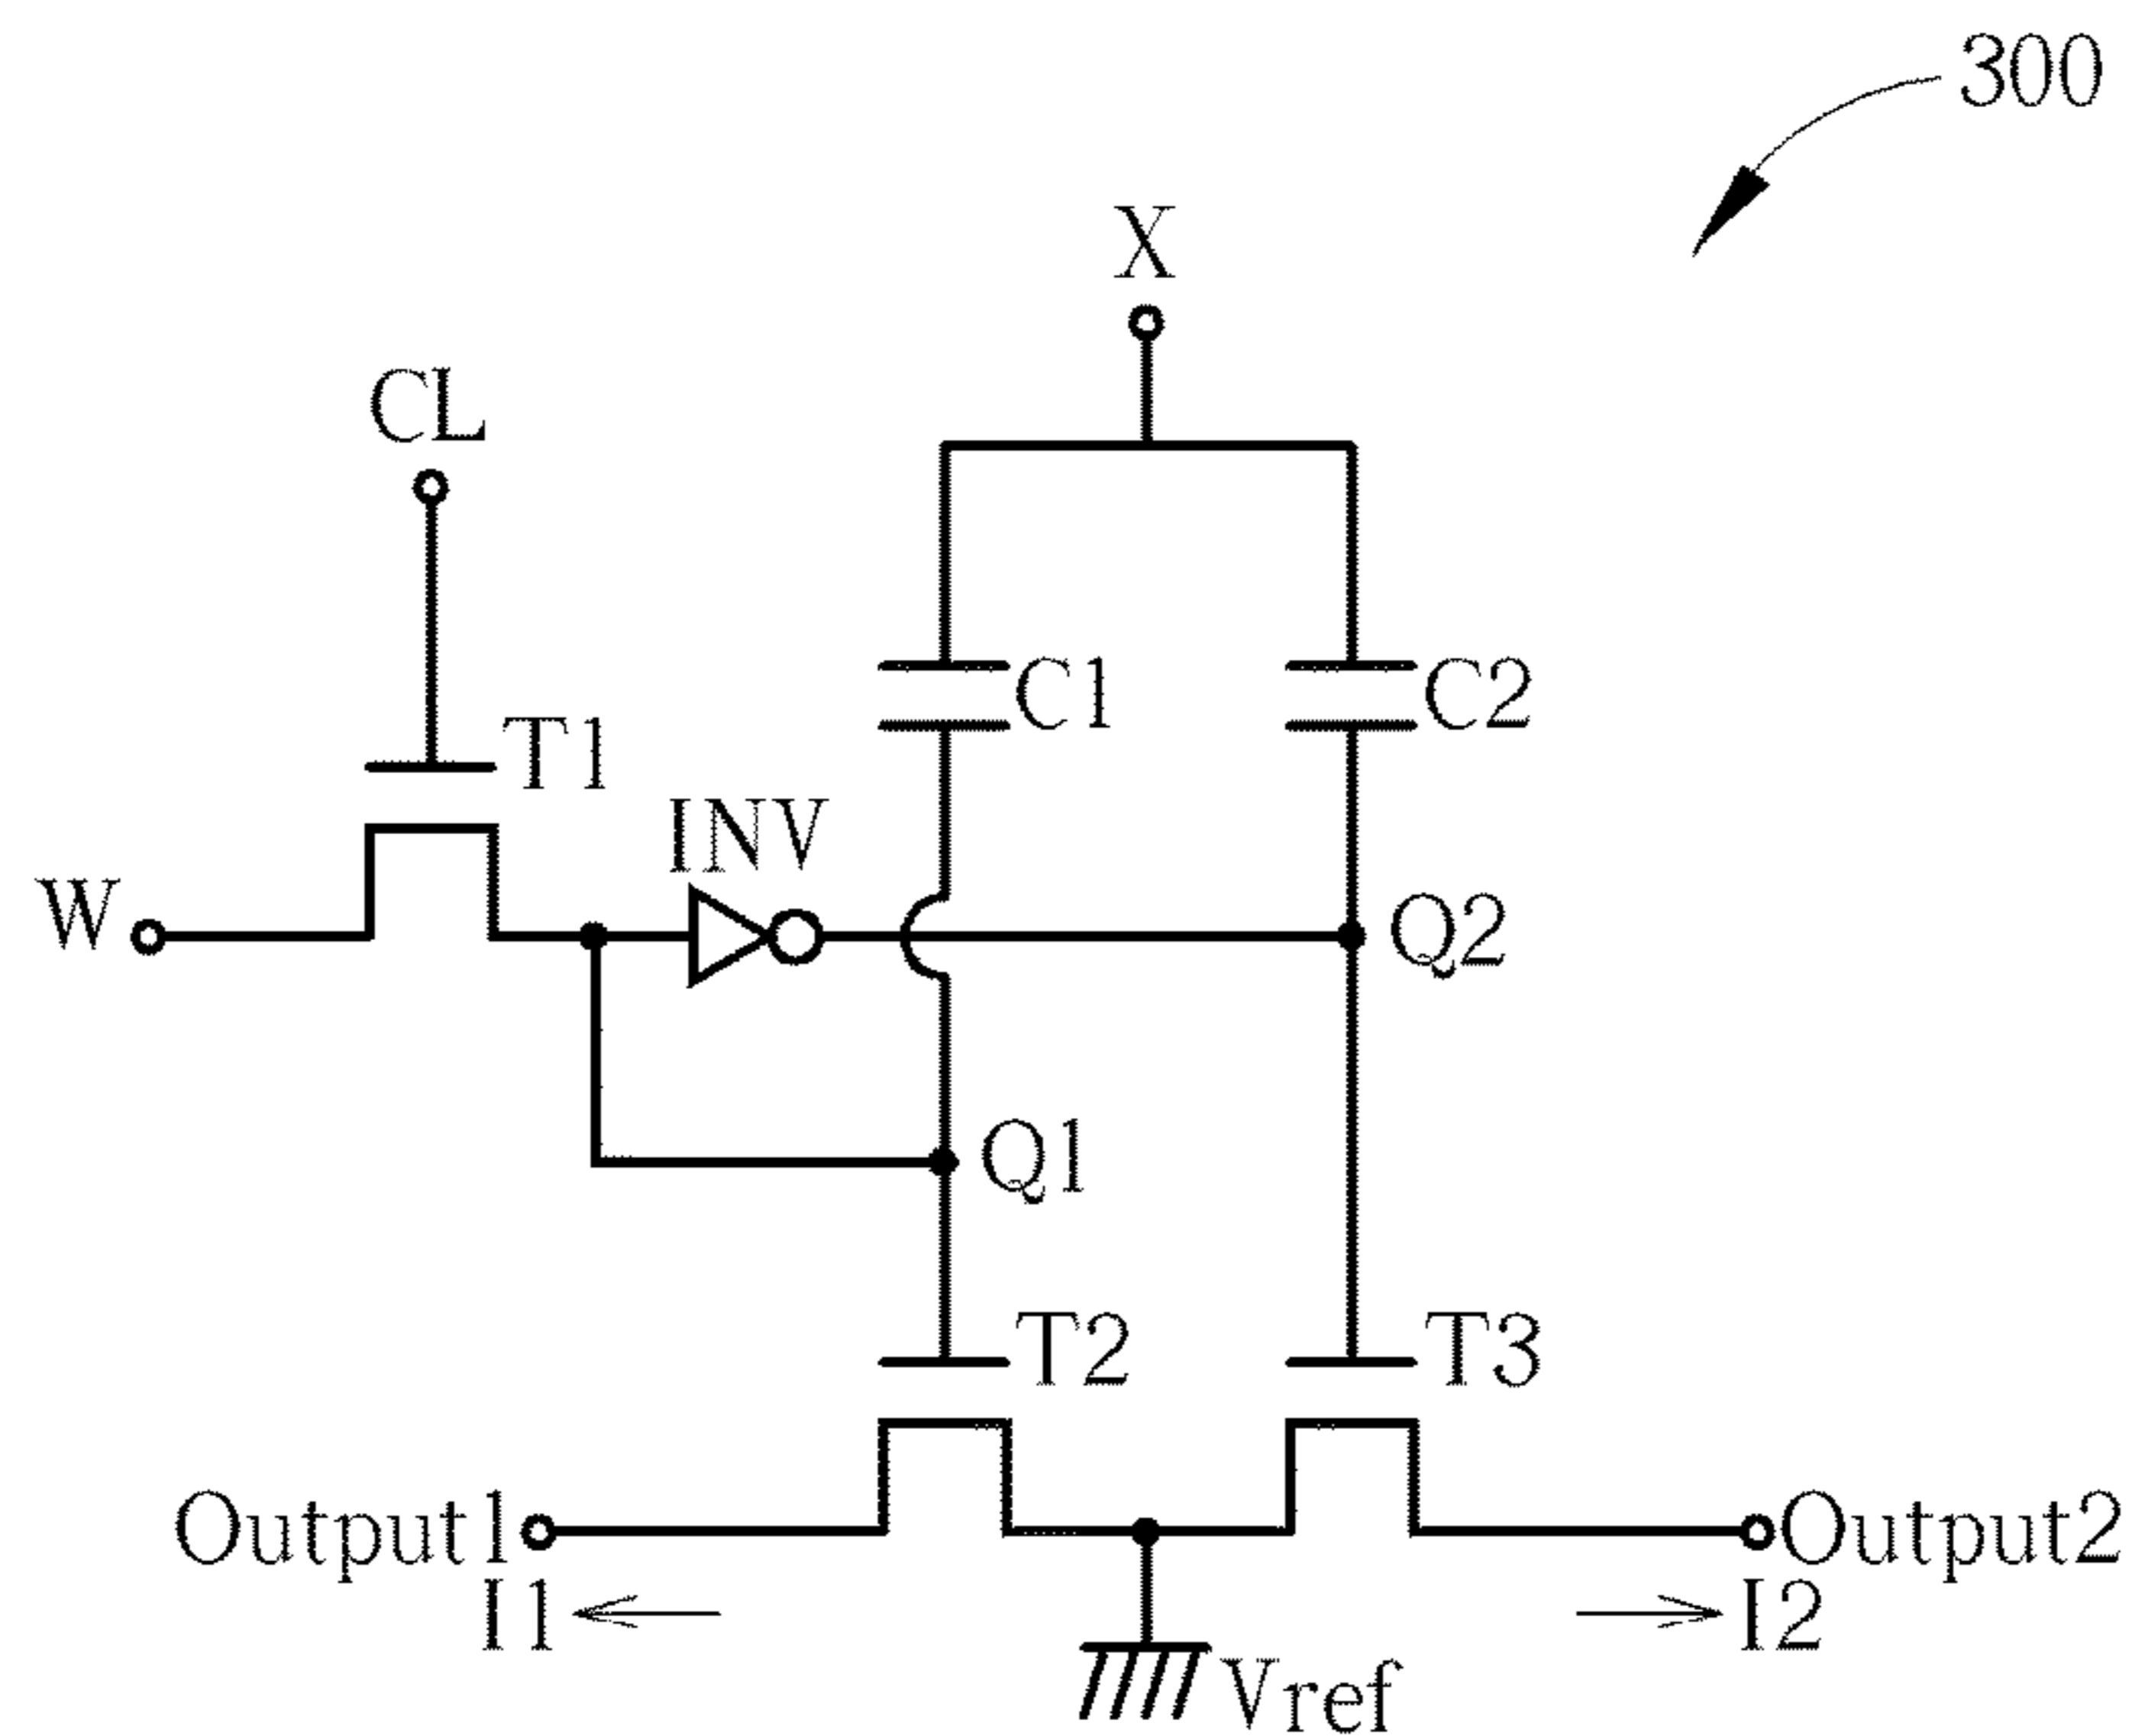 300
X
CL
C1
C2
T1
INV
W
Q2
Q1
T2
T3
Output1
Output2
I1
I2
Vref